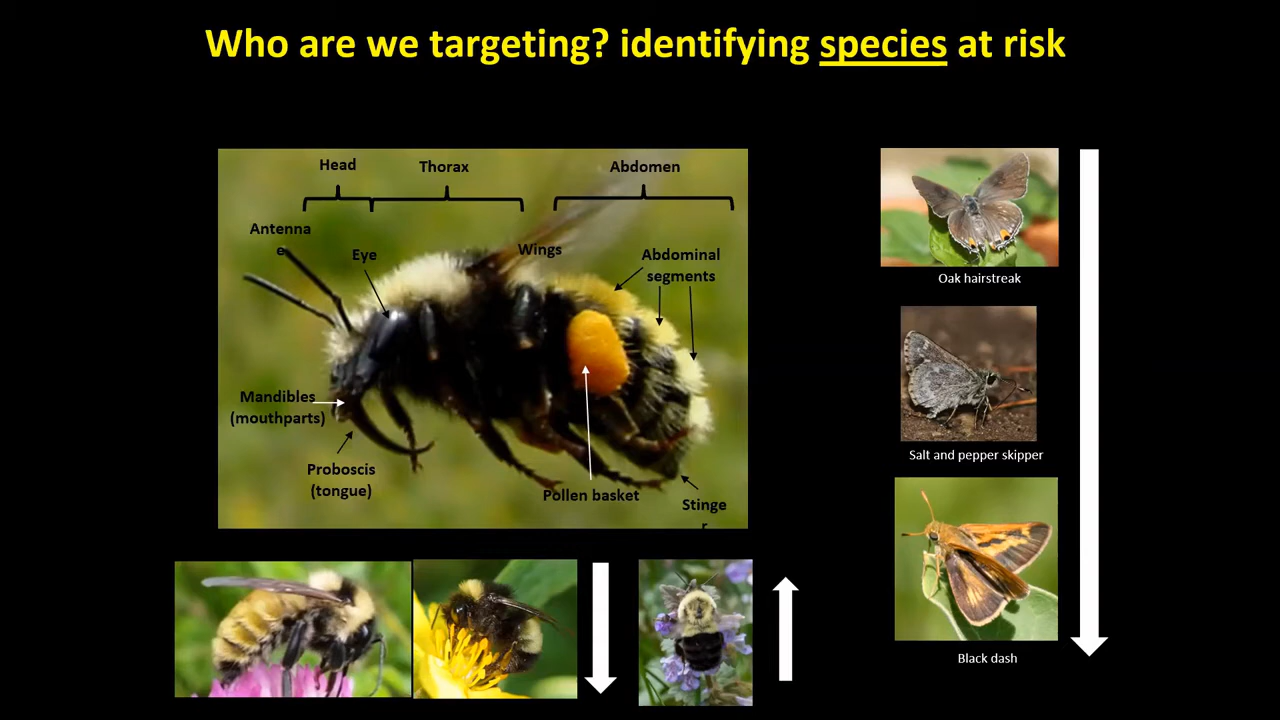 Who are we targeting? identifying species at risk
Head
Thorax
Abdomen
Antenna
e
Eye
Wings
Abdominal
segments
Mandibles
(mouthparts)
Proboscis
(tongue)
Pollen basket
Stinge
r
Oak hairstreak
Salt and pepper skipper
Black dash